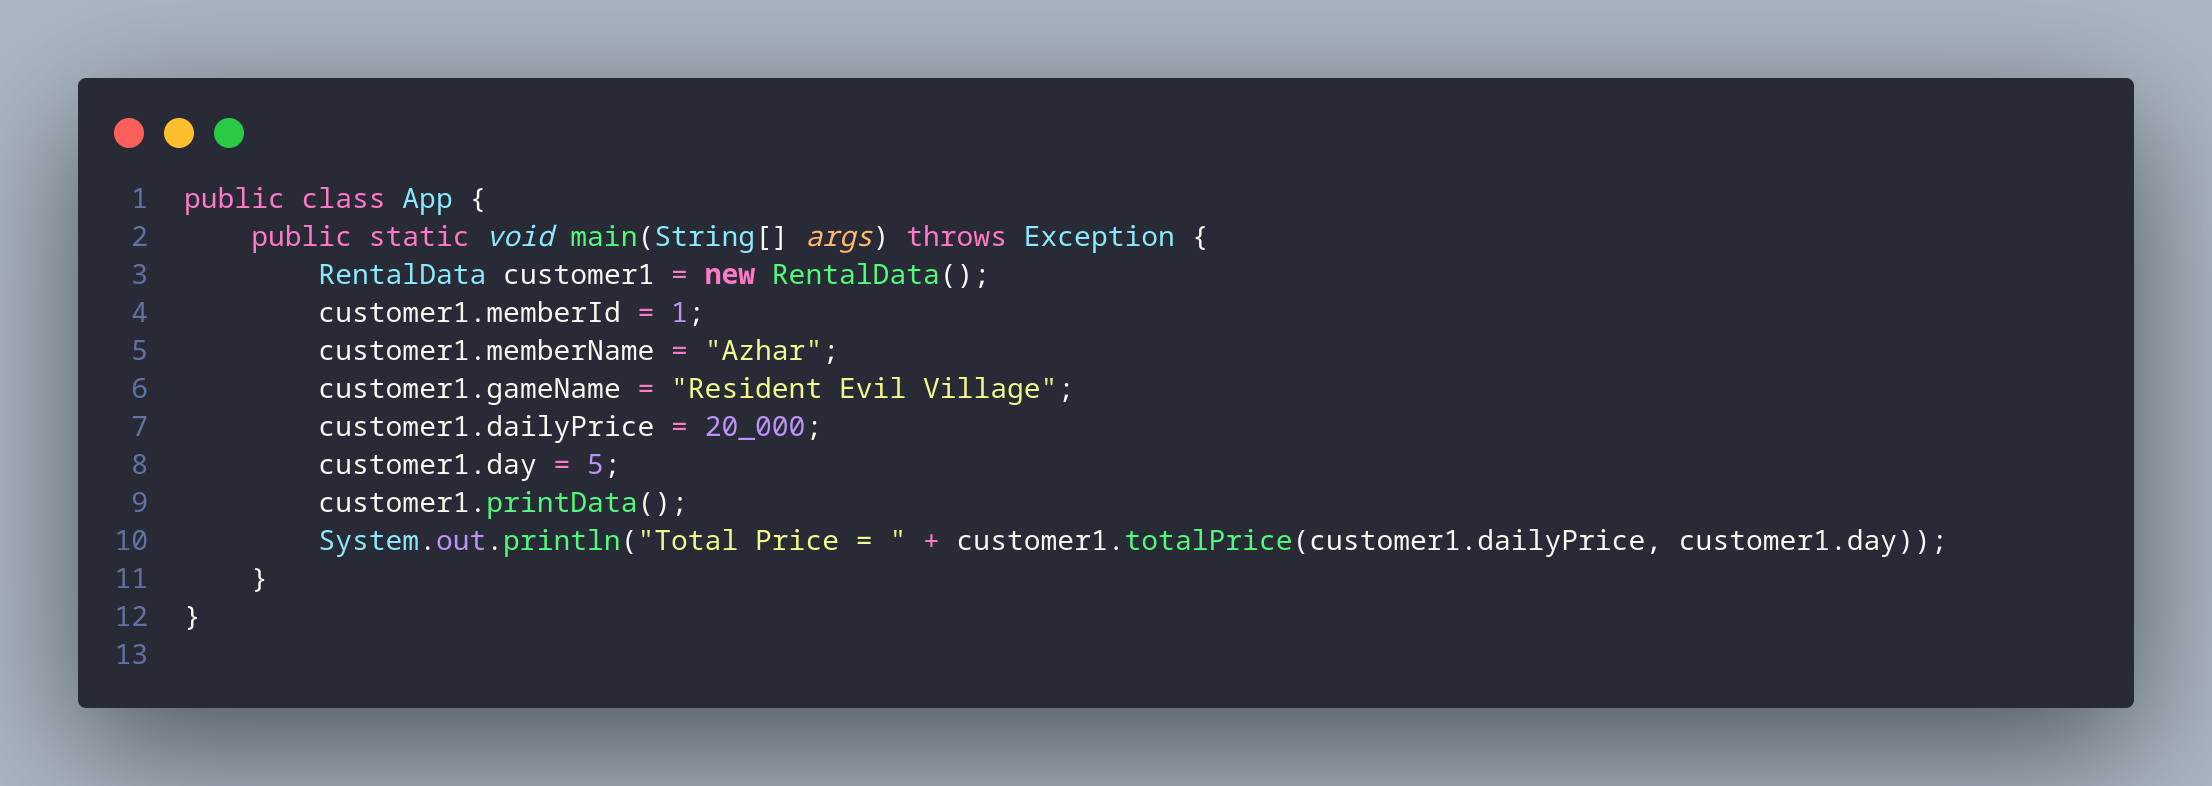 1 public class App {
2     public static void main(String[] args) throws Exception {
3         RentalData customer1 = new RentalData();
4         customer1.memberId = 1;
5         customer1.memberName = "Azhar";
6         customer1.gameName = "Resident Evil Village";
7         customer1.dailyPrice = 20_000;
8         customer1.day = 5;
9         customer1.printData();
10         System.out.println("Total Price = " + customer1.totalPrice(customer1.dailyPrice, customer1.day));
11     }
12 }
13